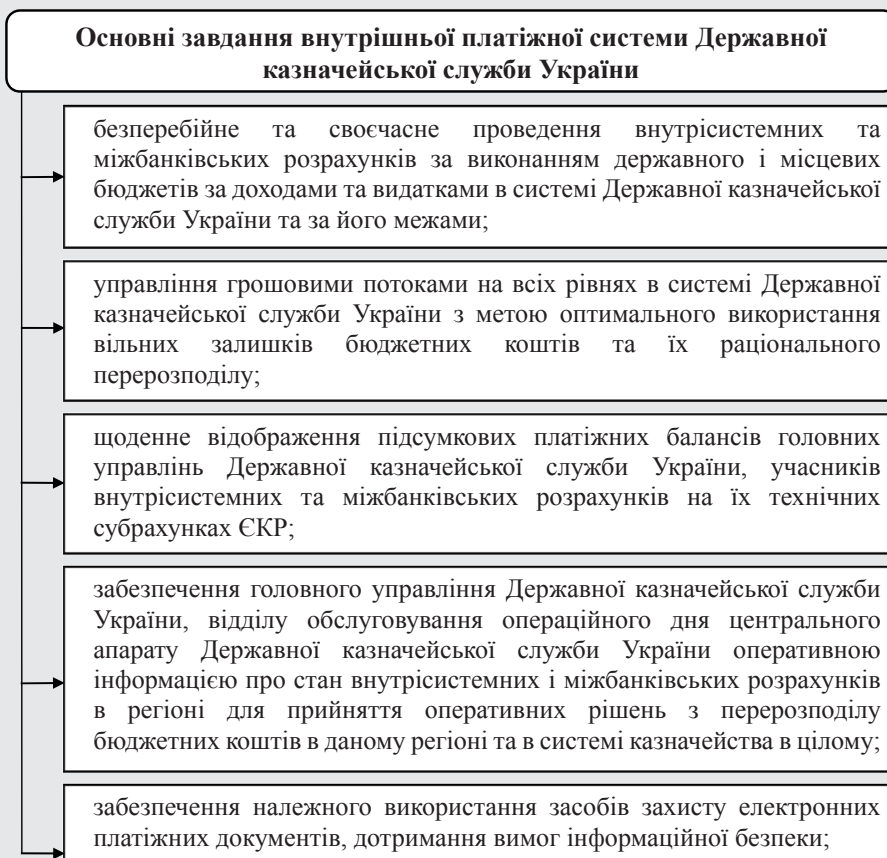 Основні завдання внутрішньої платіжної системи Державної
казначейської служби України
безперебійне та своєчасне проведення внутрісистемних та
міжбанківських розрахунків за виконанням державного і місцевих
бюджетів за доходами та видатками в системі Державної казначейської
служби України та за його межами;
управління грошовими потоками на всіх рівнях в системі Державної
казначейської служби України з метою оптимального використання
вільних залишків бюджетних коштів та їх раціонального
перерозподілу;
щоденне відображення підсумкових платіжних балансів головних
управлінь Державної казначейської служби України, учасників
внутрісистемних та міжбанківських розрахунків на їх технічних
субрахунках ЄКР;
забезпечення головного управління Державної казначейської служби
України, відділу обслуговування операційного дня центрального
апарату Державної казначейської служби України оперативною
інформацією про стан внутрісистемних і міжбанківських розрахунків
в регіоні для прийняття оперативних рішень з перерозподілу
бюджетних коштів в даному регіоні та в системі казначейства в цілому;
забезпечення належного використання засобів захисту електронних
платіжних документів, дотримання вимог інформаційної безпеки;